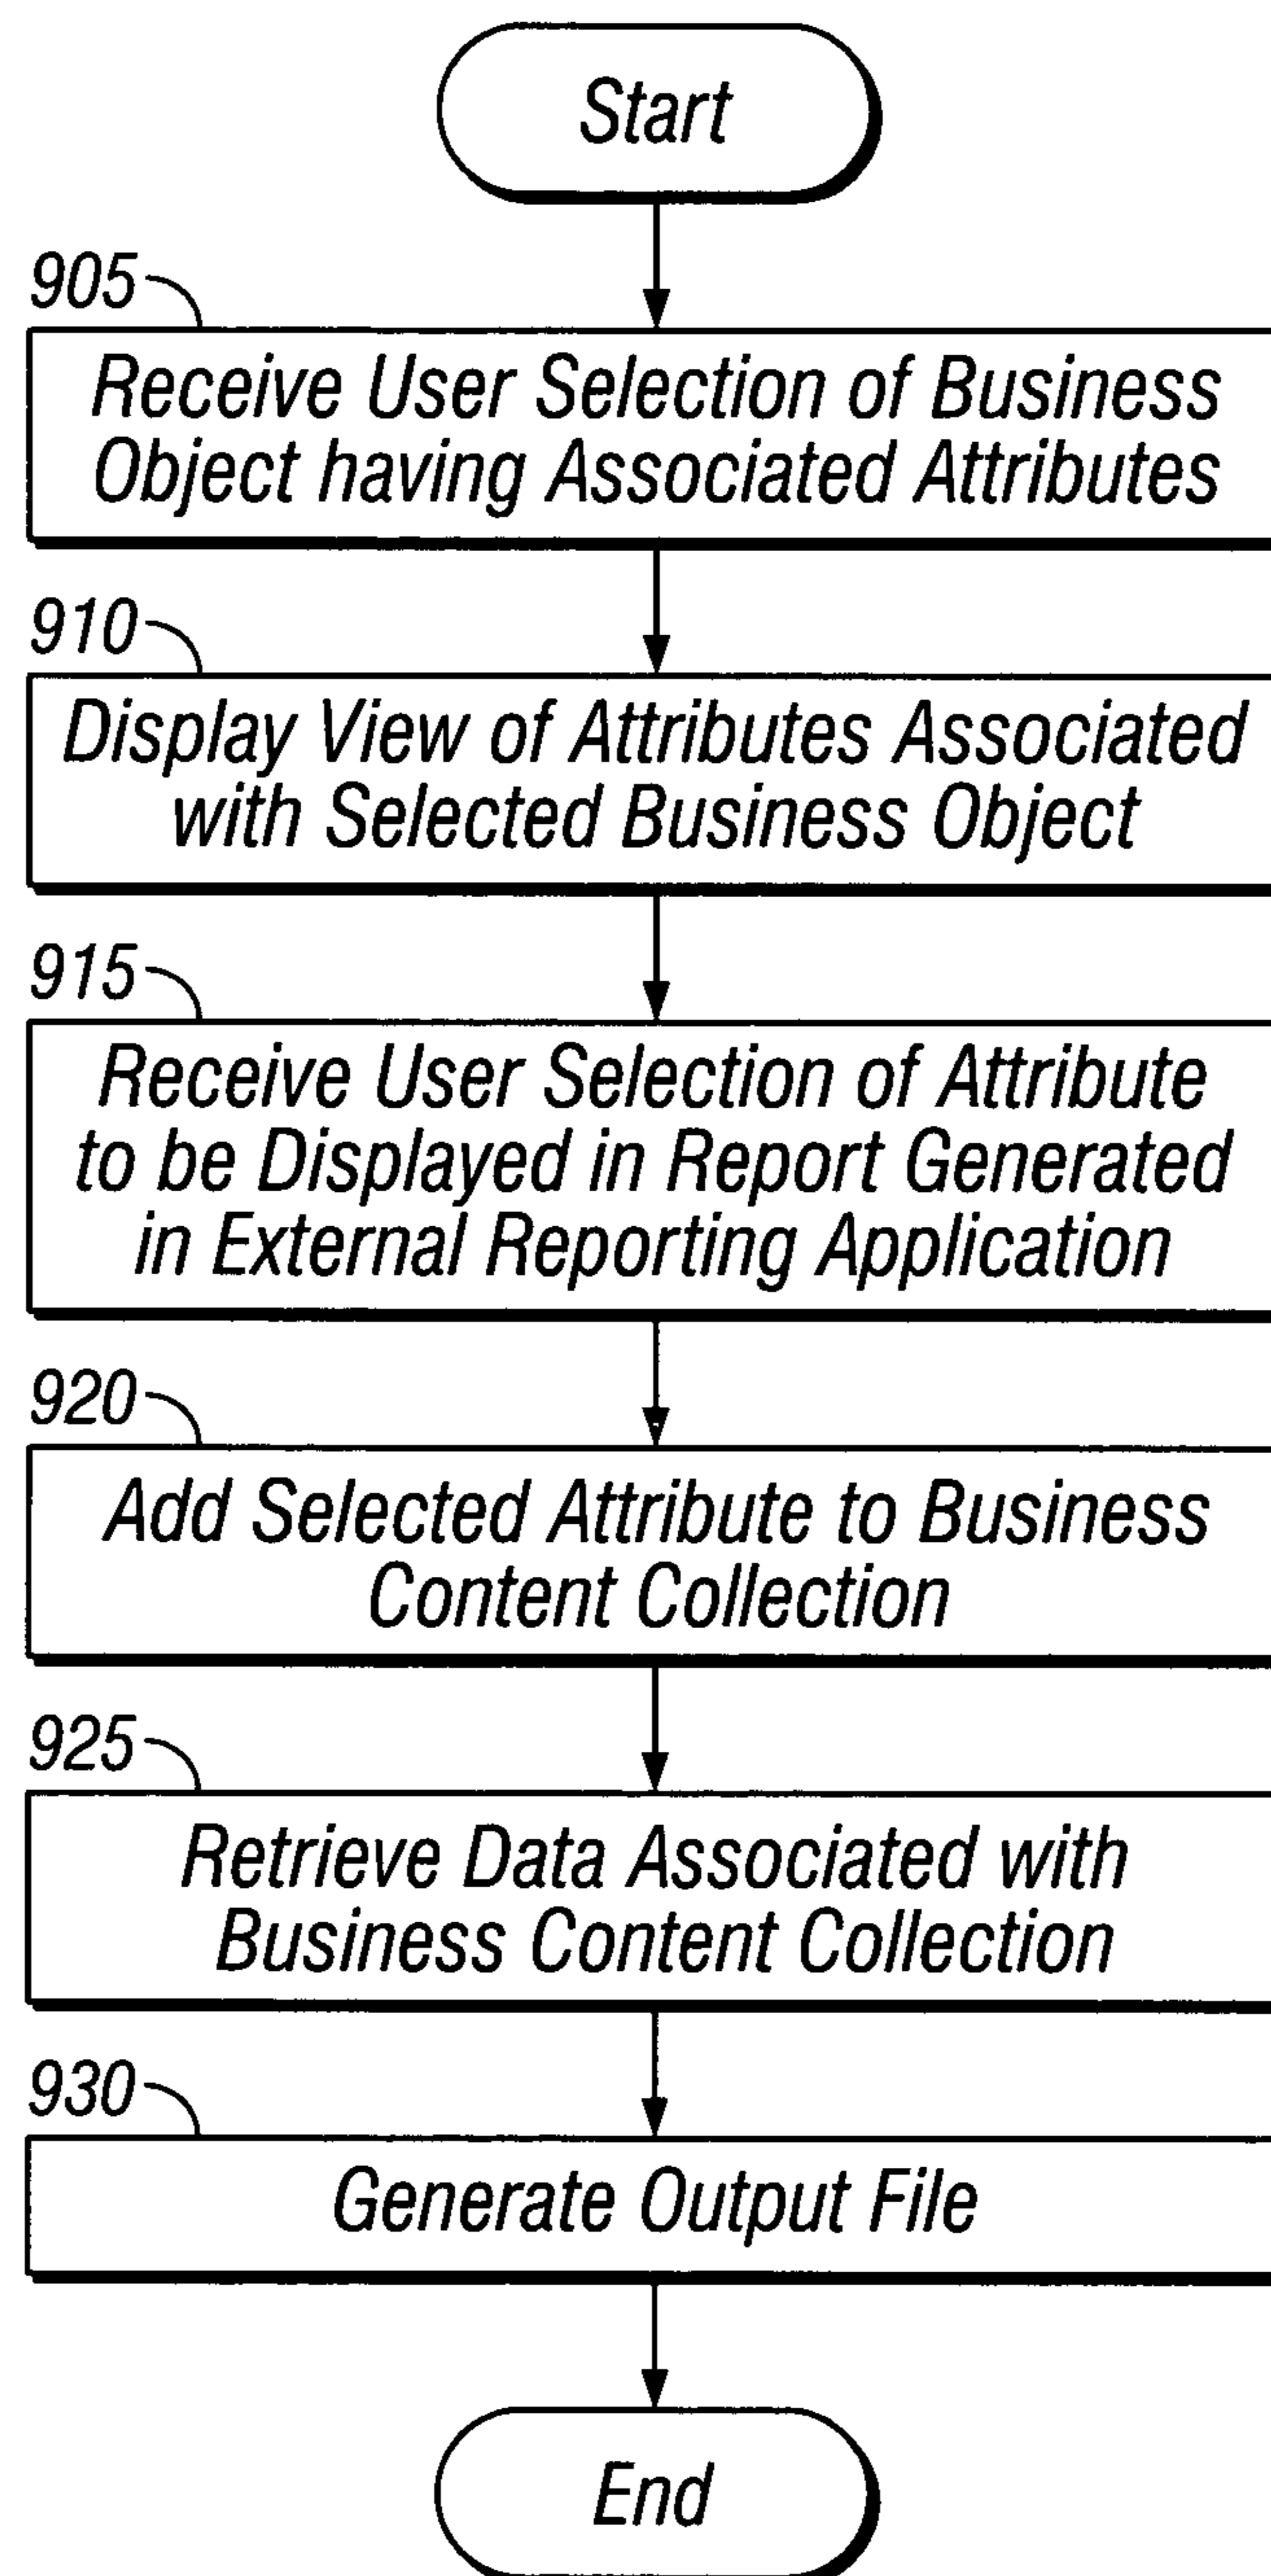 Start
905
Receive User Selection of Business
Object having Associated Attributes
910
Display View of Attributes Associated
with Selected Business Object
915
Receive User Selection of Attribute
to be Displayed in Report Generated
in External Reporting Application
920
Add Selected Attribute to Business
Content Collection
925
Retrieve Data Associated with
Business Content Collection
930
Generate Output File
End